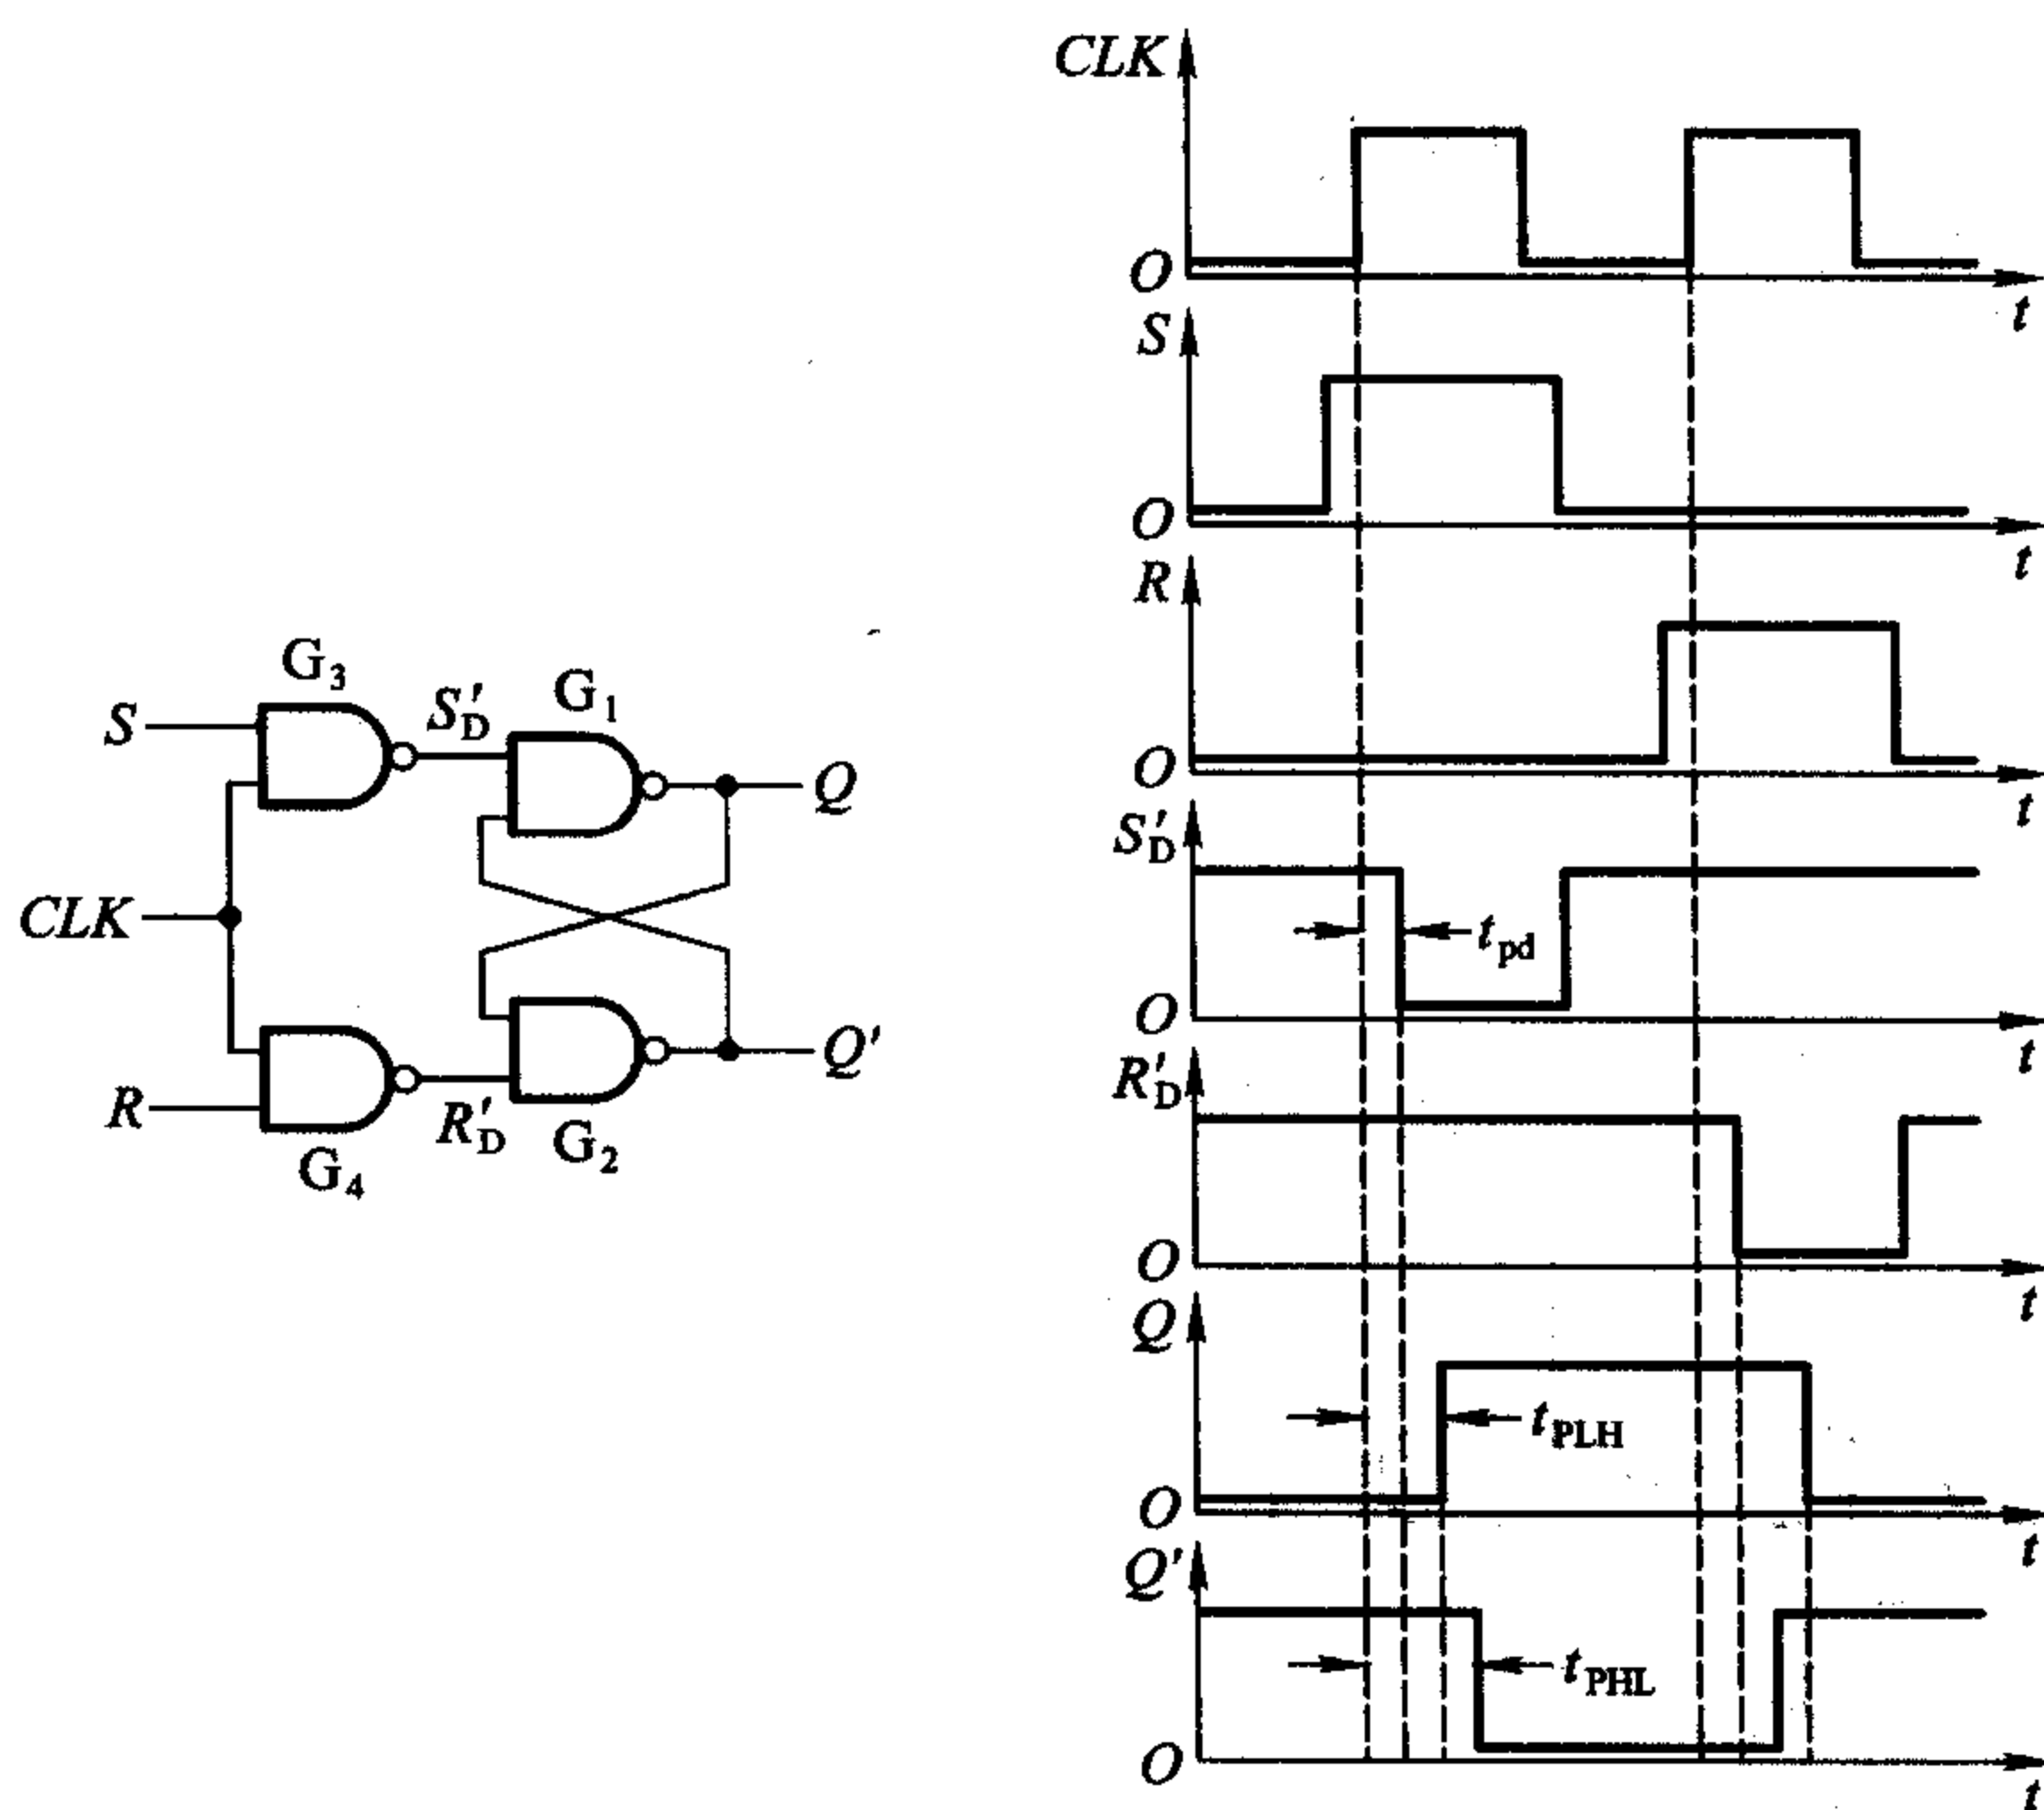 G₃
S
S′D
G₁
Q
CLK
R
G₄
R′D
G₂
Q′
CLK
O
t
S
O
t
R
O
t
S′D
tpd
O
t
R′D
O
t
Q
tPLH
O
t
Q′
tPHL
O
t